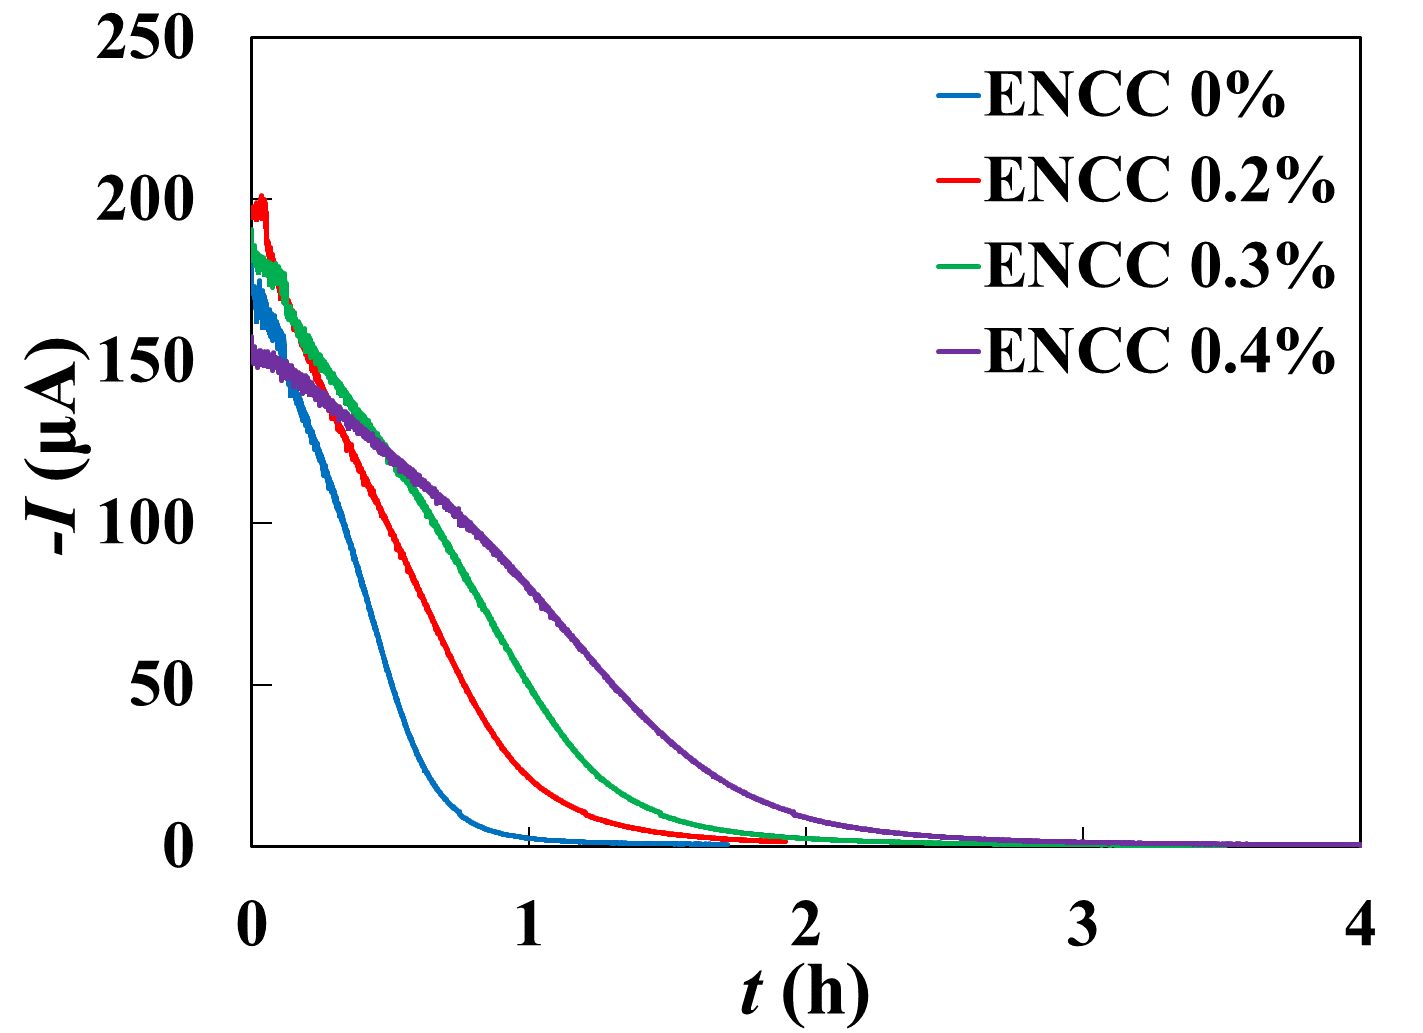 250
200
150
100
50
0
-I (μA)
ENCC 0%
ENCC 0.2%
ENCC 0.3%
ENCC 0.4%
0 1 2 3 4
t (h)